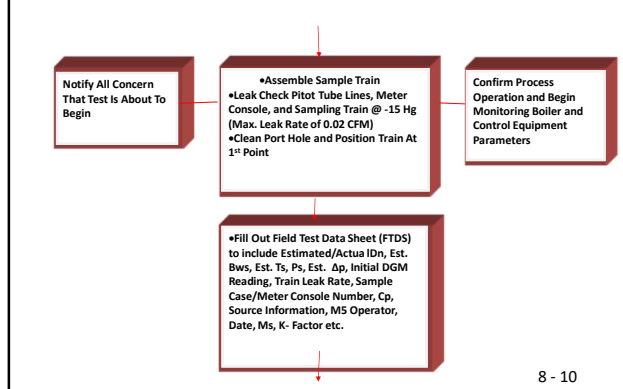 Notify All Concern
That Test Is About To
Begin
•Assemble Sample Train
•Leak Check Pitot Tube Lines, Meter
Console, and Sampling Train @ -15 Hg
(Max. Leak Rate of 0.02 CFM)
•Clean Port Hole and Position Train At
1st Point
Confirm Process
Operation and Begin
Monitoring Boiler and
Control Equipment
Parameters
•Fill Out Field Test Data Sheet (FTDS)
to include Estimated/Actual Dn, Est.
Bws, Est. Ts, Ps, Est. Δp, Initial DGM
Reading, Train Leak Rate, Sample
Case/Meter Console Number, Cp,
Source Information, M5 Operator,
Date, Ms, K- Factor etc.
8 - 10